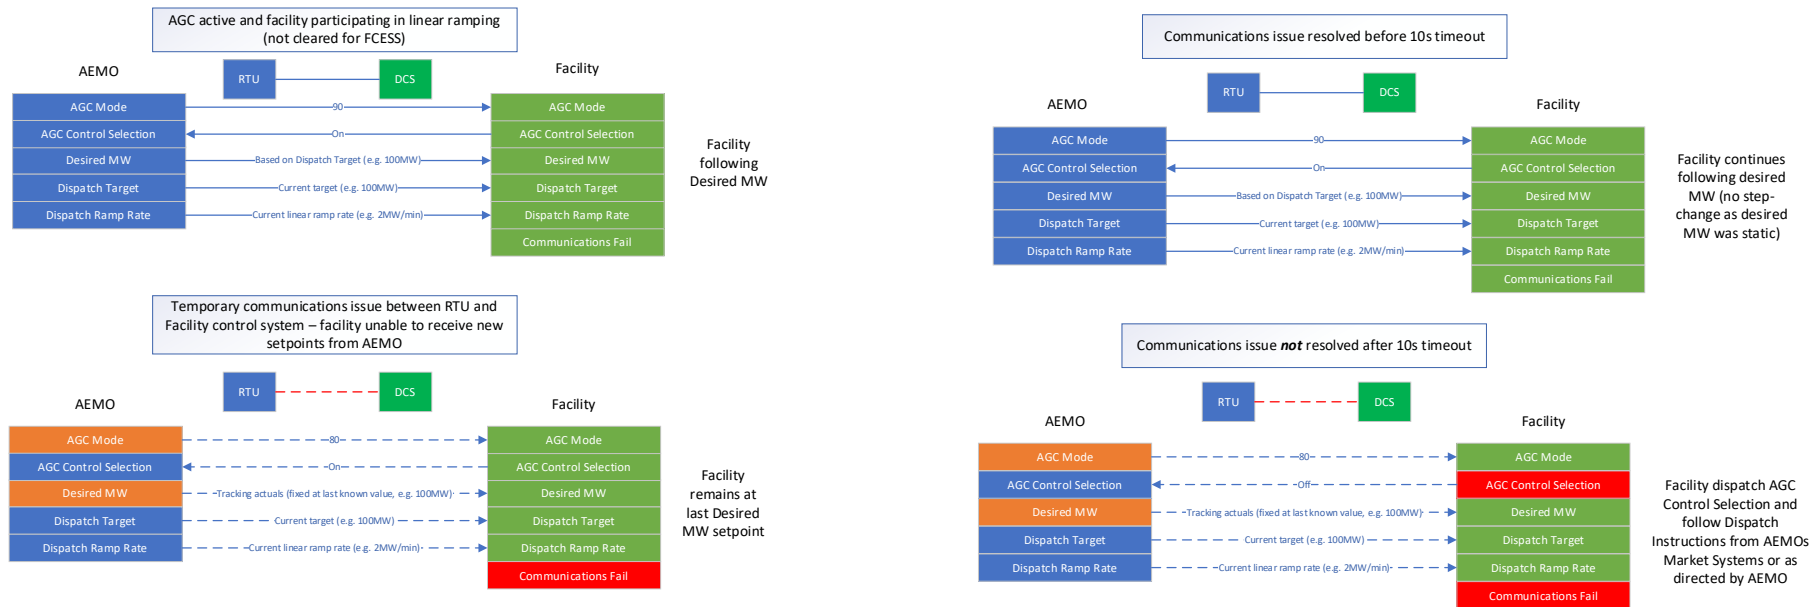 AGC active and facility participating in linear ramping
(not cleared for FCESS)
AEMO
RTU
DCS
Facility
AGC Mode
90
AGC Mode
AGC Control Selection
On
AGC Control Selection
Desired MW
Based on Dispatch Target (e.g. 100MW)
Desired MW
Dispatch Target
Current target (e.g. 100MW)
Dispatch Target
Dispatch Ramp Rate
Current linear ramp rate (e.g. 2MW/min)
Dispatch Ramp Rate
Communications Fail
Facility
following
Desired MW
Temporary communications issue between RTU and
Facility control system – facility unable to receive new
setpoints from AEMO
RTU
DCS
AEMO
Facility
AGC Mode
80
AGC Mode
AGC Control Selection
On
AGC Control Selection
Desired MW
Tracking actuals (fixed at last known value, e.g. 100MW)
Desired MW
Dispatch Target
Current target (e.g. 100MW)
Dispatch Target
Dispatch Ramp Rate
Current linear ramp rate (e.g. 2MW/min)
Dispatch Ramp Rate
Communications Fail
Facility
remains at
last Desired
MW setpoint
Communications issue resolved before 10s timeout
RTU
DCS
AEMO
Facility
AGC Mode
90
AGC Mode
AGC Control Selection
On
AGC Control Selection
Desired MW
Based on Dispatch Target (e.g. 100MW)
Desired MW
Dispatch Target
Current target (e.g. 100MW)
Dispatch Target
Dispatch Ramp Rate
Current linear ramp rate (e.g. 2MW/min)
Dispatch Ramp Rate
Communications Fail
Facility continues
following desired
MW (no step-
change as desired
MW was static)
Communications issue not resolved after 10s timeout
RTU
DCS
AEMO
Facility
AGC Mode
80
AGC Mode
AGC Control Selection
Off
AGC Control Selection
Desired MW
Tracking actuals (fixed at last known value, e.g. 100MW)
Desired MW
Dispatch Target
Current target (e.g. 100MW)
Dispatch Target
Dispatch Ramp Rate
Current linear ramp rate (e.g. 2MW/min)
Dispatch Ramp Rate
Communications Fail
Facility dispatch AGC
Control Selection and
follow Dispatch
Instructions from AEMOs
Market Systems or as
directed by AEMO